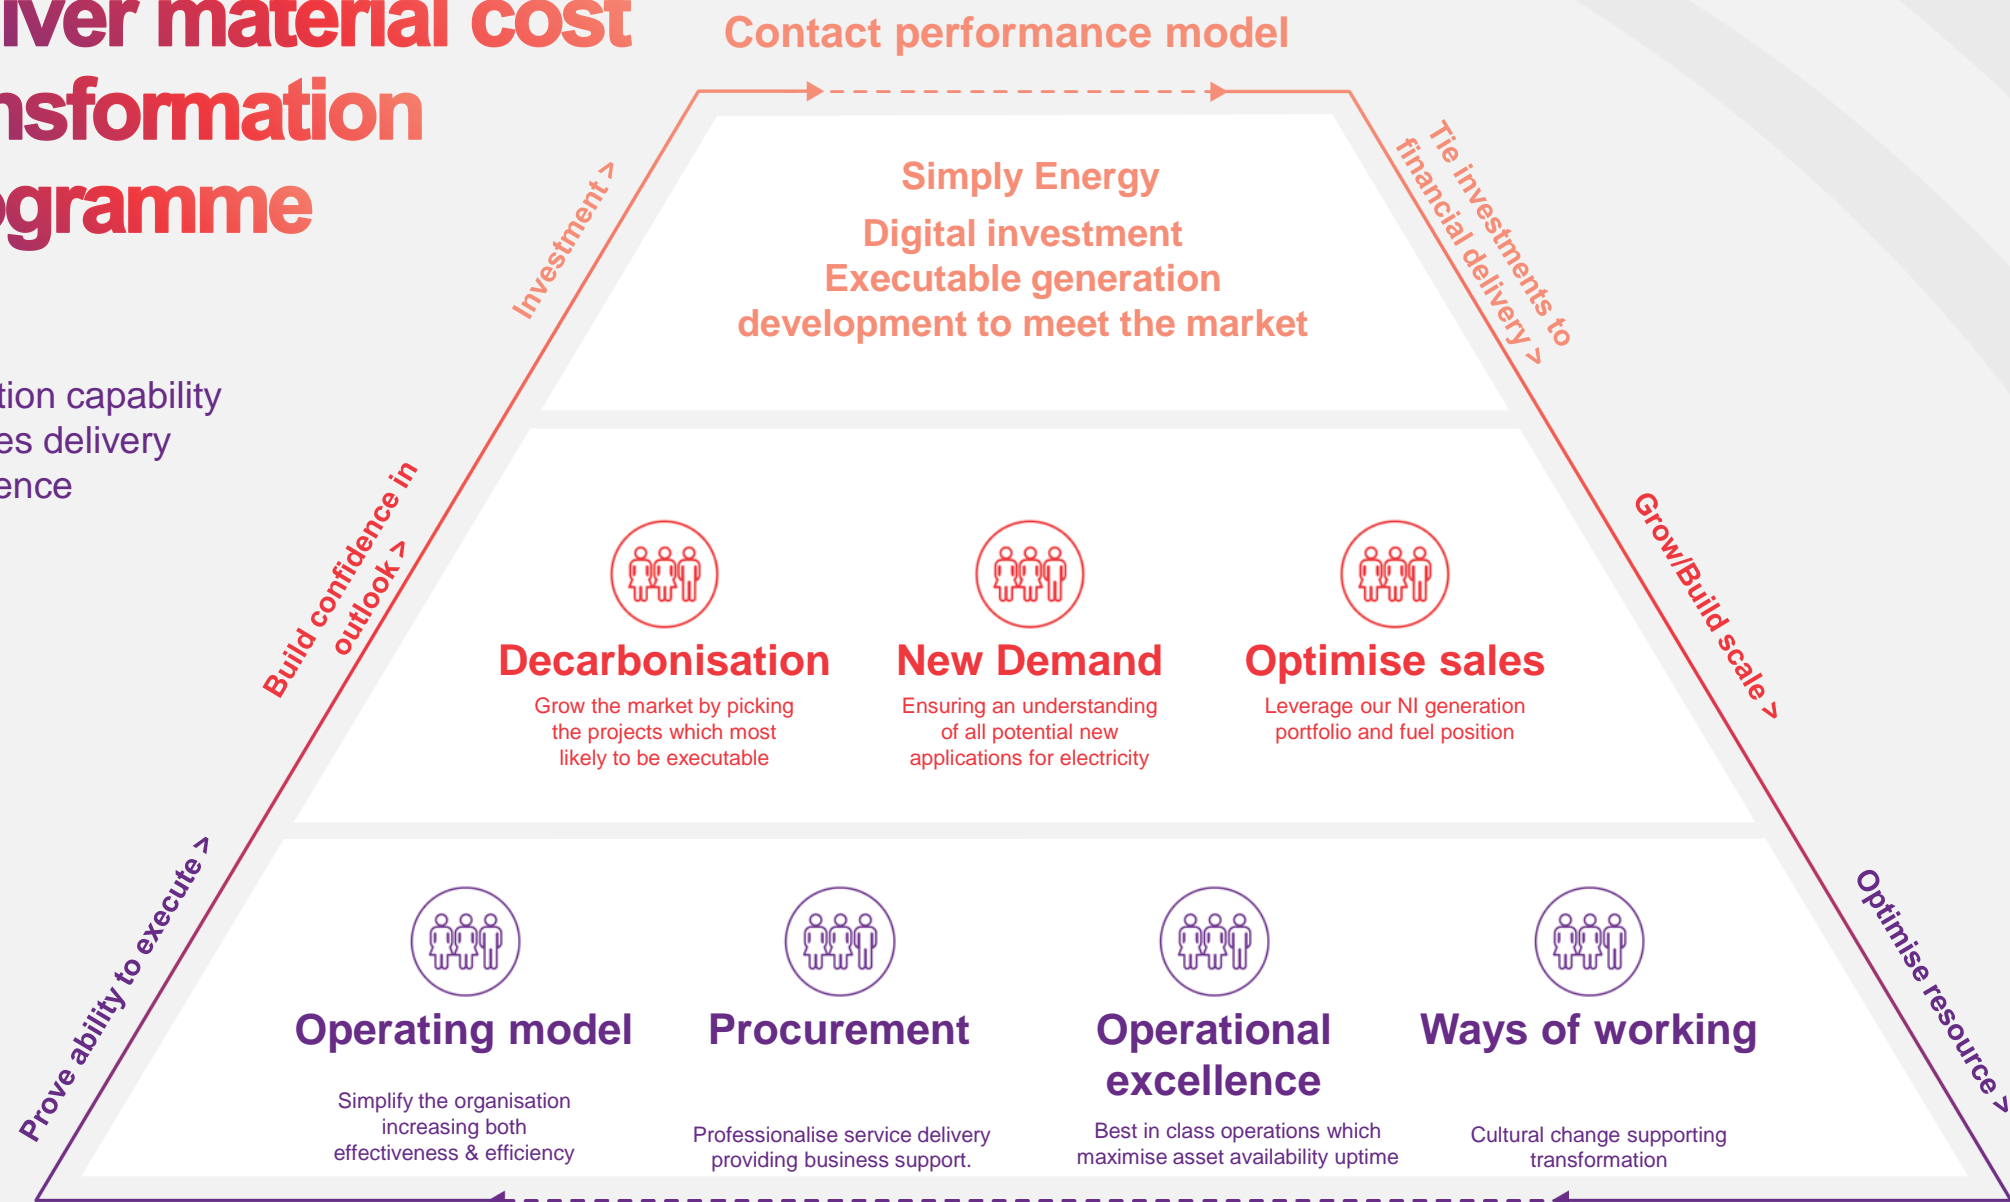 iver material cost
nsformation
ogramme
tion capability
es delivery
ence
Contact performance model
Investment >
Tie investments to
financial delivery >
Simply Energy
Digital investment
Executable generation
development to meet the market
Build confidence in
outlook >
Grow/Build scale >
Decarbonisation
Grow the market by picking
the projects which most
likely to be executable
New Demand
Ensuring an understanding
of all potential new
applications for electricity
Optimise sales
Leverage our NI generation
portfolio and fuel position
Prove ability to execute >
Optimise resource >
Operating model
Simplify the organisation
increasing both
effectiveness & efficiency
Procurement
Professionalise service delivery
providing business support.
Operational
excellence
Best in class operations which
maximise asset availability uptime
Ways of working
Cultural change supporting
transformation